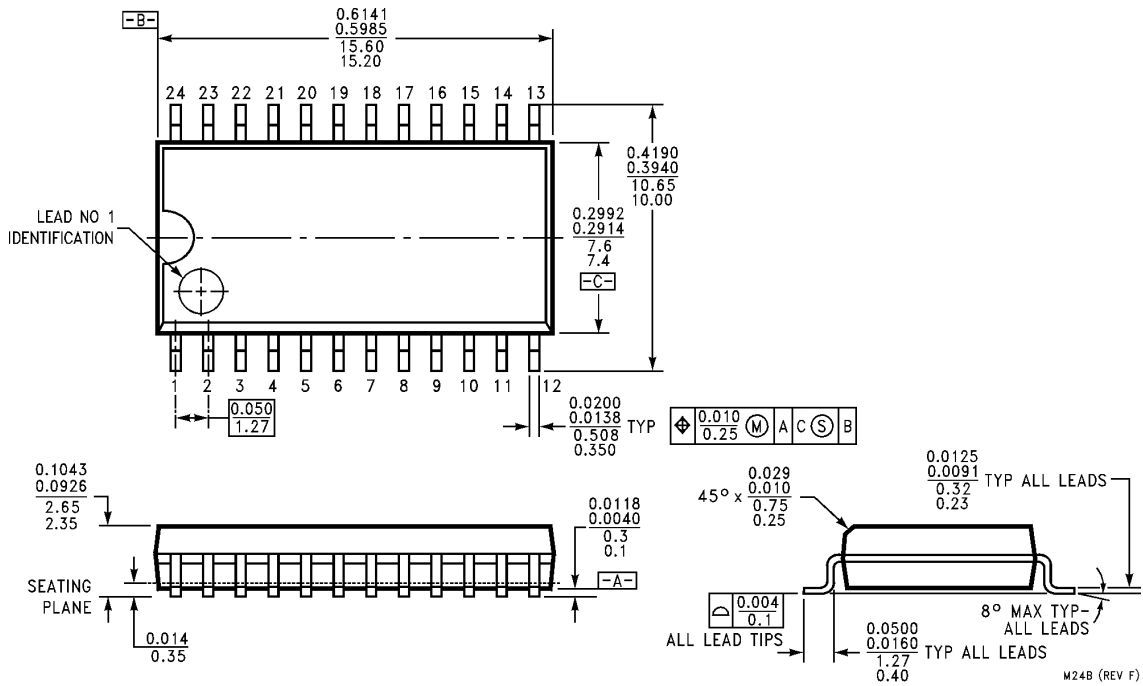 -B-
0.6141
0.5985
15.60
15.20
24 23 22 21 20 19 18 17 16 15 14 13
LEAD NO 1
IDENTIFICATION
0.4190
0.3940
10.65
10.00
0.2992
0.2914
7.6
7.4
-C-
1 2 3 4 5 6 7 8 9 10 11 12
0.050
1.27
0.0200
0.0138
0.508
0.350
TYP
0.010
0.25
M A C S B
0.1043
0.0926
2.65
2.35
0.0118
0.0040
0.3
0.1
-A-
SEATING
PLANE
0.014
0.35
45° x
0.029
0.010
0.75
0.25
0.0125
0.0091
0.32
0.23
TYP ALL LEADS
0.004
0.1
ALL LEAD TIPS
0.0500
0.0160
1.27
0.40
TYP ALL LEADS
8° MAX TYP-
ALL LEADS
M24B (REV F)